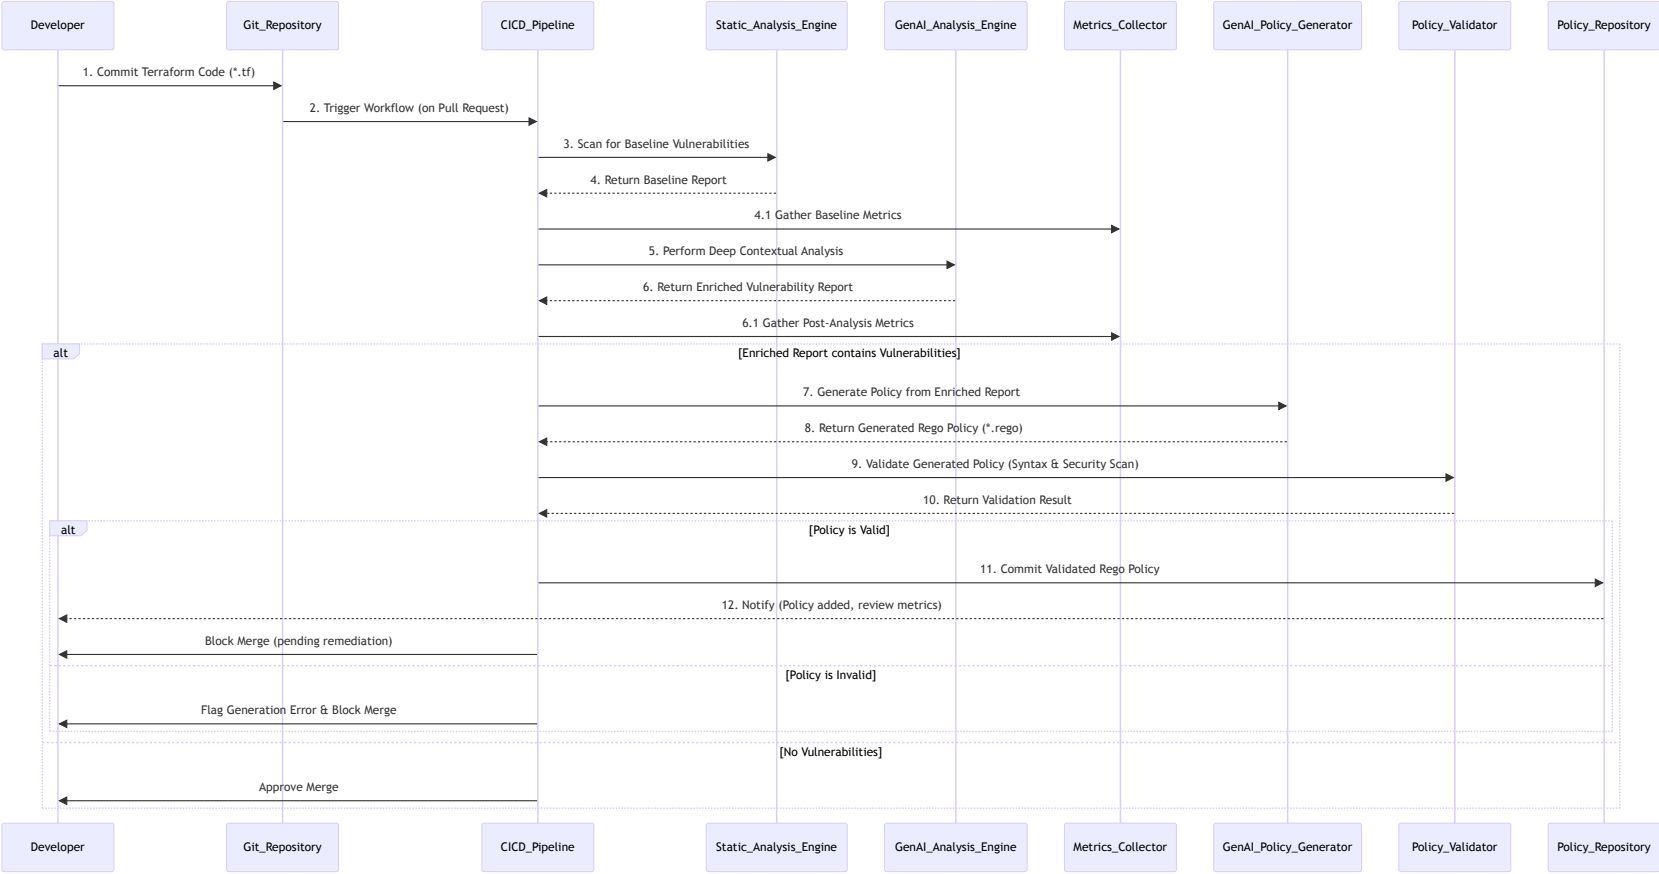 Developer
Git_Repository
CICD_Pipeline
Static_Analysis_Engine
GenAI_Analysis_Engine
Metrics_Collector
GenAI_Policy_Generator
Policy_Validator
Policy_Repository
1. Commit Terraform Code (*.tf)
2. Trigger Workflow (on Pull Request)
3. Scan for Baseline Vulnerabilities
4. Return Baseline Report
4.1 Gather Baseline Metrics
5. Perform Deep Contextual Analysis
6. Return Enriched Vulnerability Report
6.1 Gather Post-Analysis Metrics
alt
[Enriched Report contains Vulnerabilities]
7. Generate Policy from Enriched Report
8. Return Generated Rego Policy (*.rego)
9. Validate Generated Policy (Syntax & Security Scan)
10. Return Validation Result
alt
[Policy is Valid]
11. Commit Validated Rego Policy
12. Notify (Policy added, review metrics)
Block Merge (pending remediation)
[Policy is Invalid]
Flag Generation Error & Block Merge
[No Vulnerabilities]
Approve Merge
Developer
Git_Repository
CICD_Pipeline
Static_Analysis_Engine
GenAI_Analysis_Engine
Metrics_Collector
GenAI_Policy_Generator
Policy_Validator
Policy_Repository